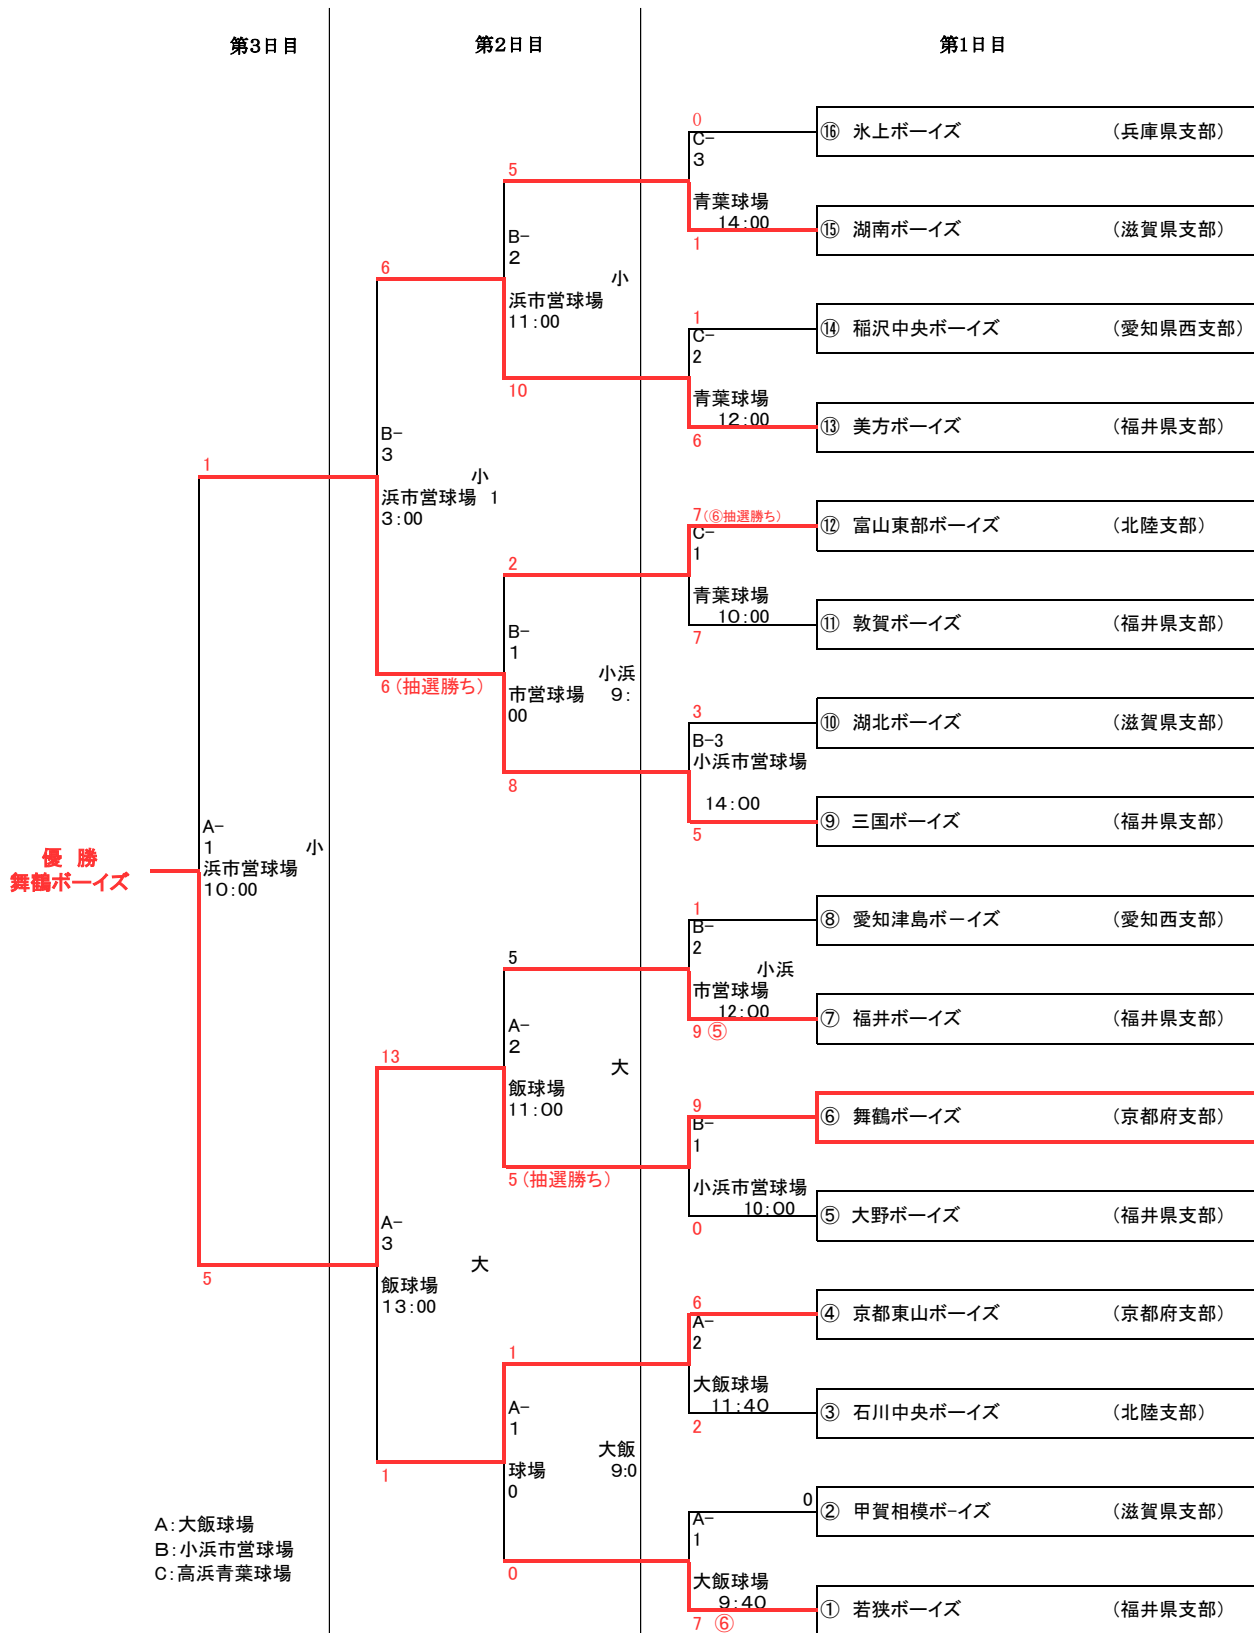 第3日目
第2日目
第1日目
0
⑯ 氷上ボーイズ (兵庫県支部)
C-
3
5
青葉球場
14:00
⑮ 湖南ボーイズ (滋賀県支部)
1
B-
2
6
小
浜市営球場
11:00
1
⑭ 稲沢中央ボーイズ (愛知県西支部)
C-
2
10
青葉球場
12:00
⑬ 美方ボーイズ (福井県支部)
6
B-
3
1
小
浜市営球場 1
3:00
7(⑥抽選勝ち)
⑫ 富山東部ボーイズ (北陸支部)
C-
1
2
青葉球場
10:00
⑪ 敦賀ボーイズ (福井県支部)
7
B-
1
6(抽選勝ち)
小浜
市営球場 9:
00
3
⑩ 湖北ボーイズ (滋賀県支部)
B-3
小浜市営球場
8
14:00
⑨ 三国ボーイズ (福井県支部)
5
A-
1
小
浜市営球場
10:00
優 勝
舞鶴ボーイズ
1
⑧ 愛知津島ボーイズ (愛知西支部)
B-
2
5
小浜
市営球場
12:00
⑦ 福井ボーイズ (福井県支部)
9 ⑤
A-
2
13
大
飯球場
11:00
9
⑥ 舞鶴ボーイズ (京都府支部)
B-
1
5(抽選勝ち)
小浜市営球場
10:00
⑤ 大野ボーイズ (福井県支部)
0
A-
3
5
大
飯球場
13:00
6
④ 京都東山ボーイズ (京都府支部)
A-
2
1
大飯球場
11:40
③ 石川中央ボーイズ (北陸支部)
2
A-
1
1
大飯
球場 9:0
0
0
② 甲賀相模ボーイズ (滋賀県支部)
A-
1
0
大飯球場
9:40
① 若狭ボーイズ (福井県支部)
7 ⑥
A:大飯球場
B:小浜市営球場
C:高浜青葉球場